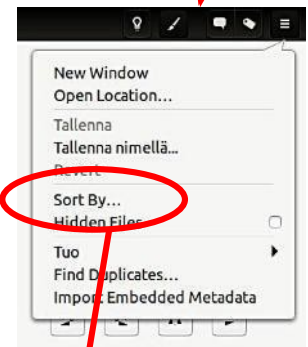 New Window
Open Location...
Tallenna
Tallenna nimellä...
Revert
Sort By...
Hidden Files
Tuo
Find Duplicates...
Import Embedded Metadata